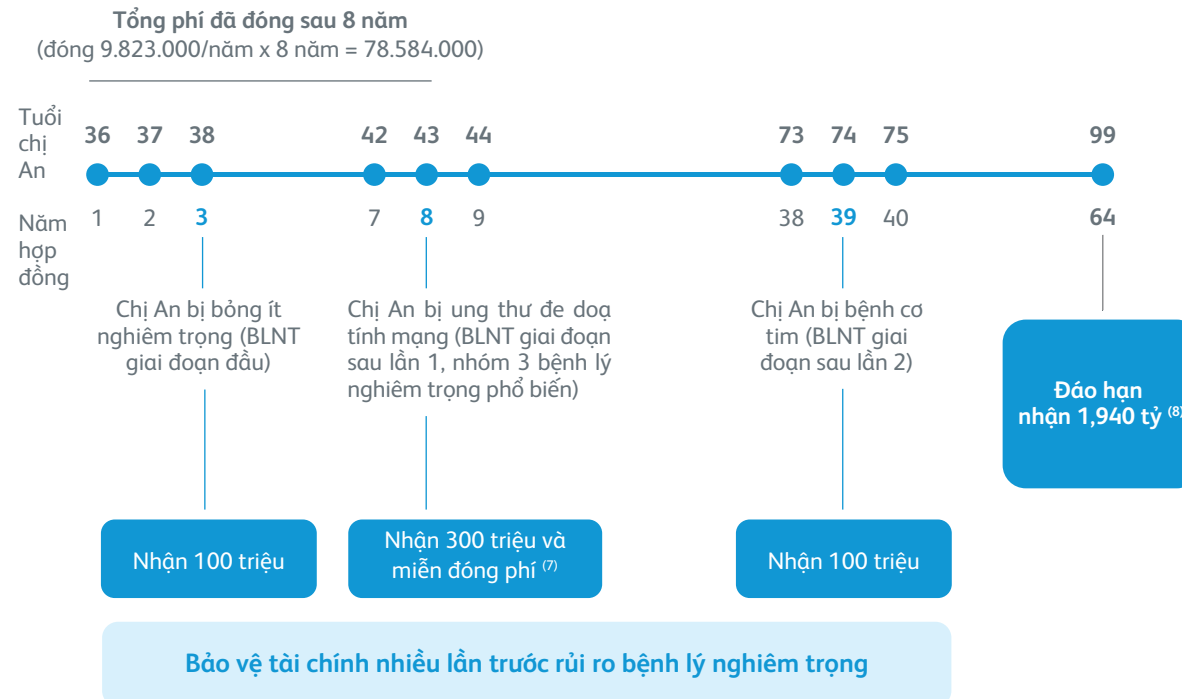 Tổng phí đã đóng sau 8 năm
(đóng 9.823.000/năm x 8 năm = 78.584.000)
Tuổi
chị
An
36 37 38 42 43 44 73 74 75 99
Năm
hợp
đồng
1 2 3 7 8 9 38 39 40 64
Chị An bị bỏng ít
nghiêm trọng (BLNT
giai đoạn đầu)
Chị An bị ung thư đe doạ
tính mạng (BLNT giai đoạn
sau lần 1, nhóm 3 bệnh lý
nghiêm trọng phổ biến)
Chị An bị bệnh cơ
tim (BLNT giai
đoạn sau lần 2)
Đáo hạn
nhận 1,940 tỷ (8)
Nhận 100 triệu
Nhận 300 triệu và
miễn đóng phí (7)
Nhận 100 triệu
Bảo vệ tài chính nhiều lần trước rủi ro bệnh lý nghiêm trọng